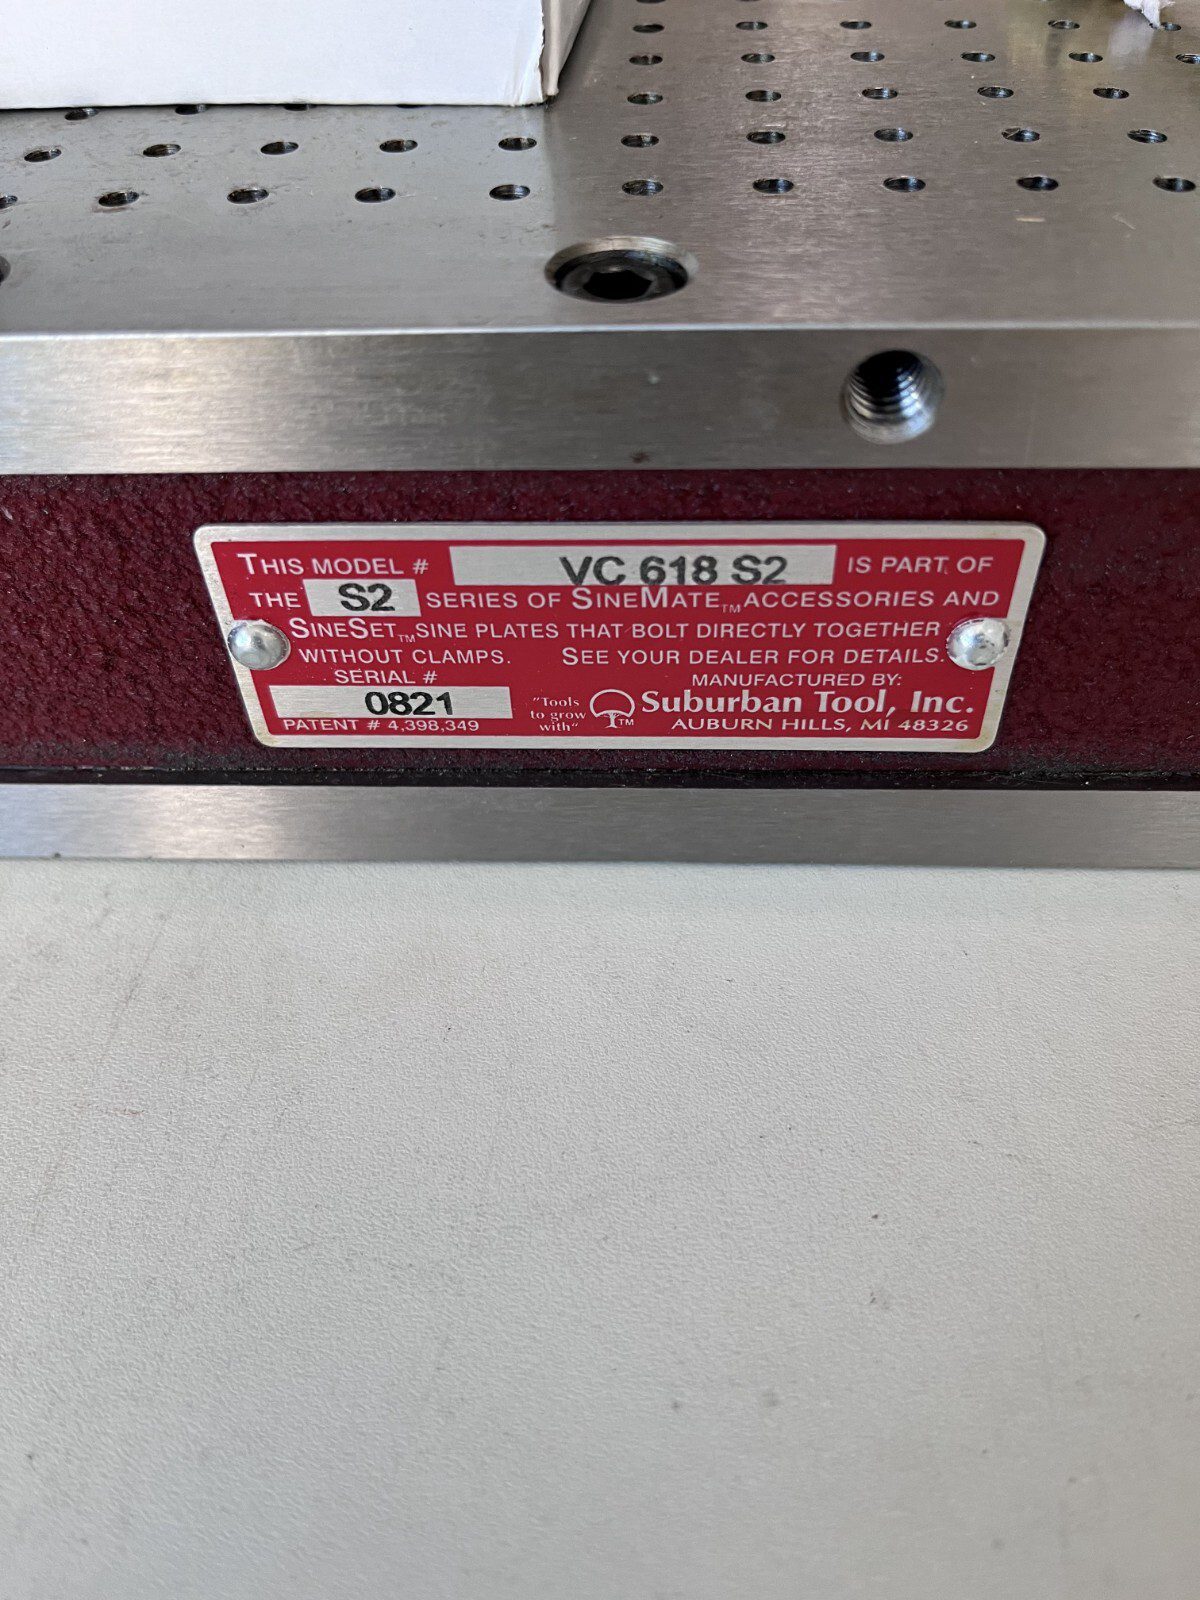 THIS MODEL # VC 618 S2 IS PART OF
THE S2 SERIES OF SINEMATE™ ACCESSORIES AND
SINESET™ SINE PLATES THAT BOLT DIRECTLY TOGETHER
WITHOUT CLAMPS. SEE YOUR DEALER FOR DETAILS.
SERIAL #
0821
PATENT # 4,398,349
"Tools
to grow
with"
TM
MANUFACTURED BY:
Suburban Tool, Inc.
AUBURN HILLS, MI 48326